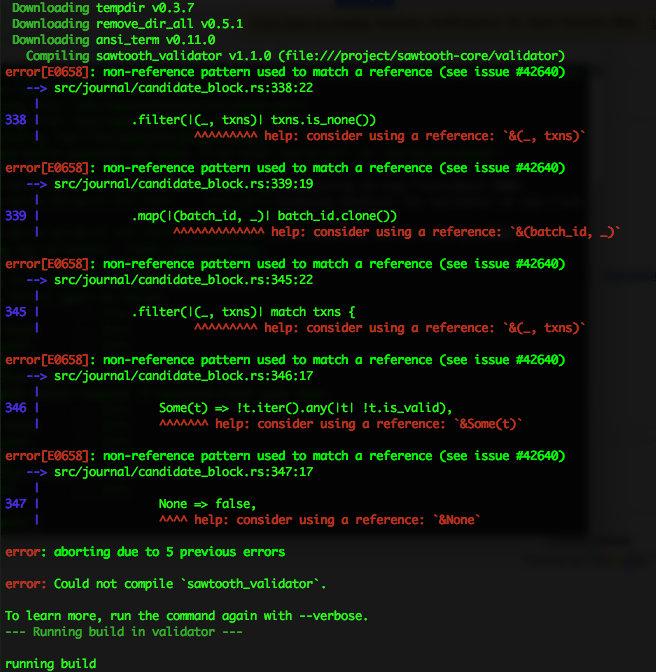 Downloading tempdir v0.3.7
Downloading remove_dir_all v0.5.1
Downloading ansi_term v0.11.0
Compiling sawtooth_validator v1.1.0 (file:///project/sawtooth-core/validator)
error[E0658]: non-reference pattern used to match a reference (see issue #42640)
--> src/journal/candidate_block.rs:338:22
|
338 | .filter(|(_, txns)| txns.is_none())
| ^^^^^^^^^ help: consider using a reference: `&(_, txns)`
error[E0658]: non-reference pattern used to match a reference (see issue #42640)
--> src/journal/candidate_block.rs:339:19
|
339 | .map(|(batch_id, _)| batch_id.clone())
| ^^^^^^^^^^^^^ help: consider using a reference: `&(batch_id, _)`
error[E0658]: non-reference pattern used to match a reference (see issue #42640)
--> src/journal/candidate_block.rs:345:22
|
345 | .filter(|(_, txns)| match txns {
| ^^^^^^^^^ help: consider using a reference: `&(_, txns)`
error[E0658]: non-reference pattern used to match a reference (see issue #42640)
--> src/journal/candidate_block.rs:346:17
|
346 | Some(t) => !t.iter().any(|t| !t.is_valid),
| ^^^^^^^ help: consider using a reference: `&Some(t)`
error[E0658]: non-reference pattern used to match a reference (see issue #42640)
--> src/journal/candidate_block.rs:347:17
|
347 | None => false,
| ^^^^ help: consider using a reference: `&None`
error: aborting due to 5 previous errors
error: Could not compile `sawtooth_validator`.
To learn more, run the command again with --verbose.
--- Running build in validator ---
running build